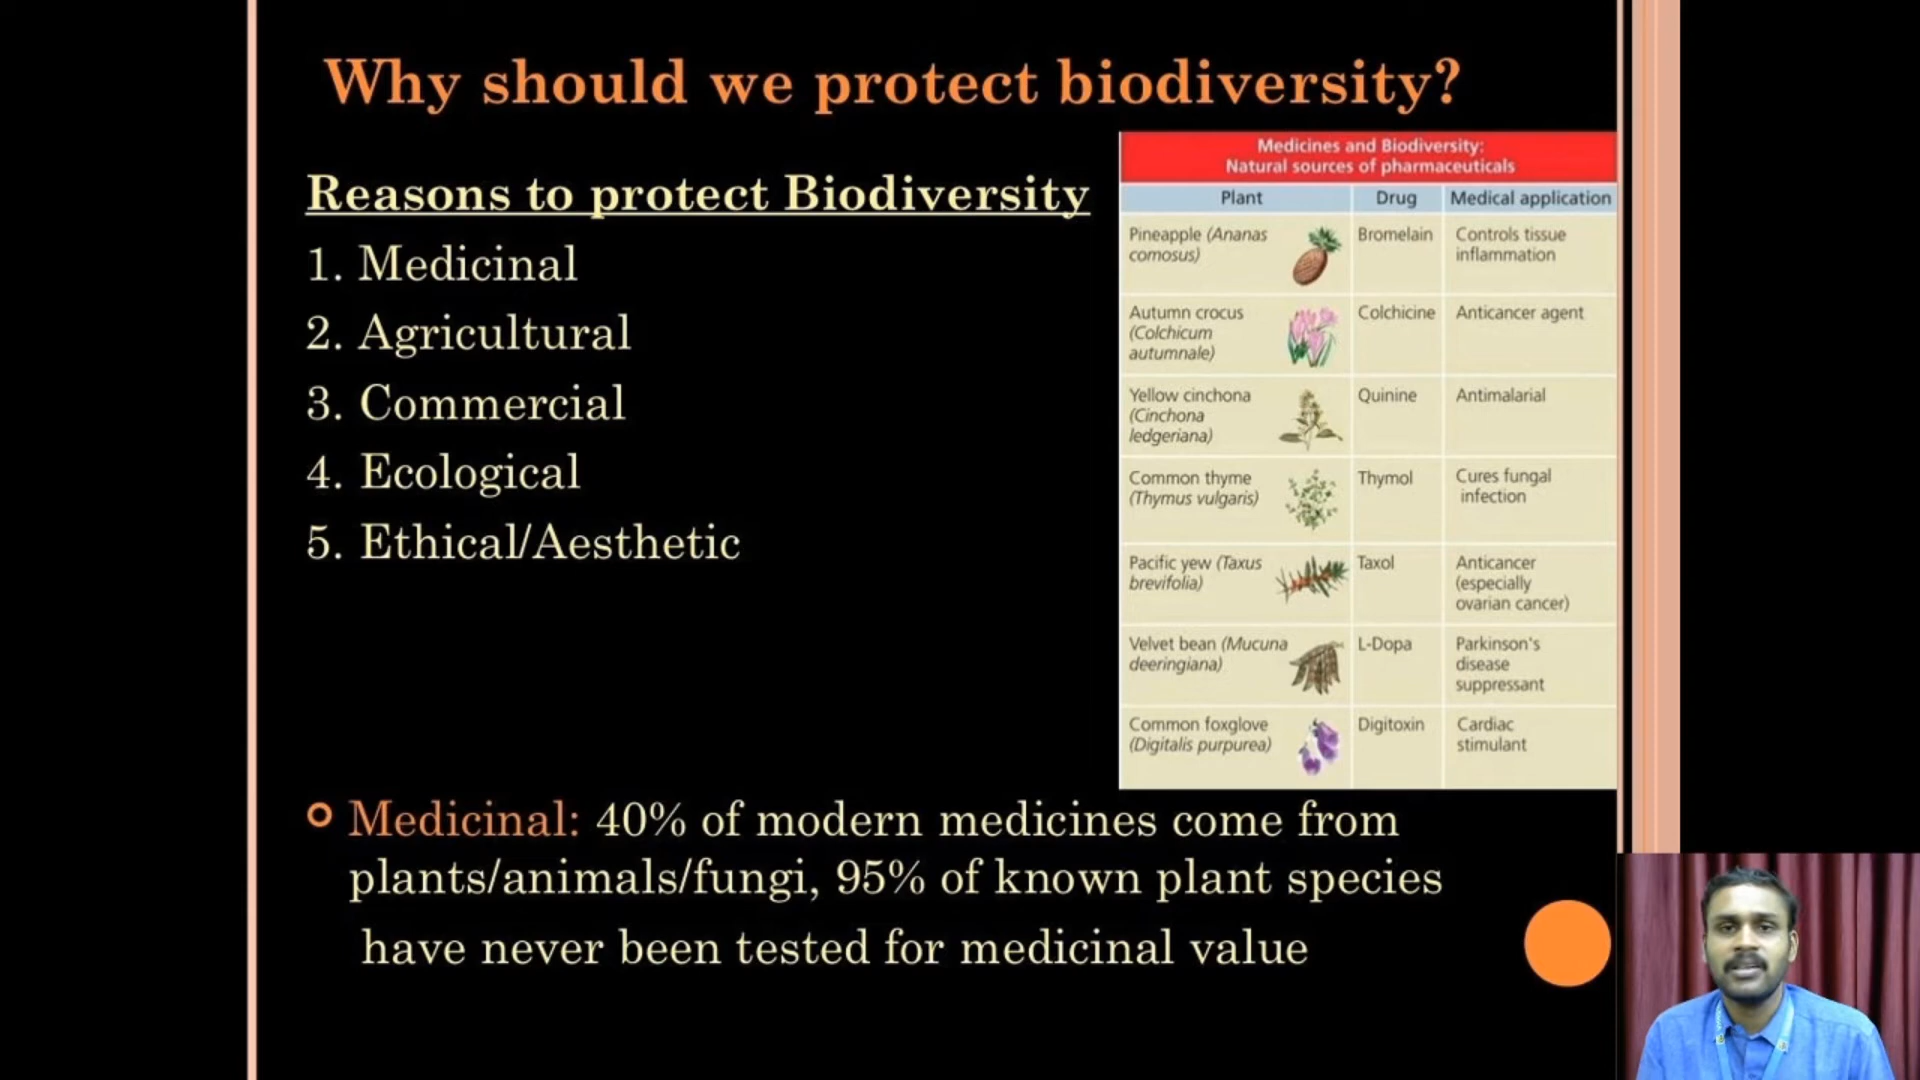 Why should we protect biodiversity?
Reasons to protect Biodiversity
1. Medicinal
2. Agricultural
3. Commercial
4. Ecological
5. Ethical/Aesthetic
Medicines and Biodiversity:
Natural sources of pharmaceuticals
Plant Drug Medical application
Pineapple (Ananas Bromelain Controls tissue
comosus) inflammation
Autumn crocus Colchicine Anticancer agent
(Colchicum
autumnale)
Yellow cinchona Quinine Antimalarial
(Cinchona
ledgeriana)
Common thyme Thymol Cures fungal
(Thymus vulgaris) infection
Pacific yew (Taxus Taxol Anticancer
brevifolia) (especially
ovarian cancer)
Velvet bean (Mucuna L-Dopa Parkinson's
deeringiana) disease
suppressant
Common foxglove Digitoxin Cardiac
(Digitalis purpurea) stimulant
Medicinal: 40% of modern medicines come from
plants/animals/fungi, 95% of known plant species
have never been tested for medicinal value